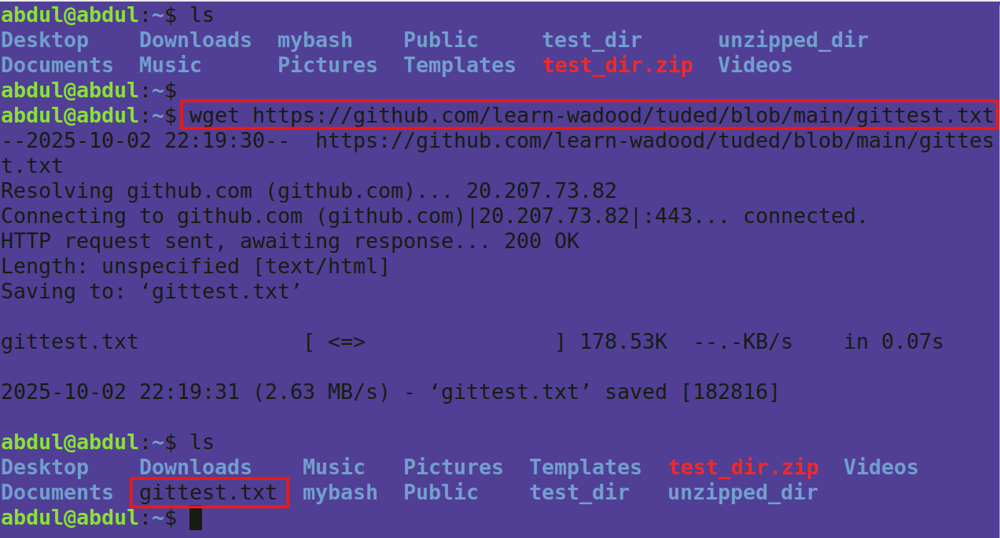 abdul@abdul:~$ ls
Desktop    Downloads  mybash    Public     test_dir      unzipped_dir
Documents  Music      Pictures  Templates  test_dir.zip  Videos
abdul@abdul:~$
abdul@abdul:~$ wget https://github.com/learn-wadood/tuded/blob/main/gittest.txt
--2025-10-02 22:19:30--  https://github.com/learn-wadood/tuded/blob/main/gittes
t.txt
Resolving github.com (github.com)... 20.207.73.82
Connecting to github.com (github.com)|20.207.73.82|:443... connected.
HTTP request sent, awaiting response... 200 OK
Length: unspecified [text/html]
Saving to: ‘gittest.txt’
gittest.txt             [ <=>               ] 178.53K  --.-KB/s    in 0.07s
2025-10-02 22:19:31 (2.63 MB/s) - ‘gittest.txt’ saved [182816]
abdul@abdul:~$ ls
Desktop    Downloads    Music   Pictures  Templates  test_dir.zip  Videos
Documents  gittest.txt  mybash  Public    test_dir   unzipped_dir
abdul@abdul:~$